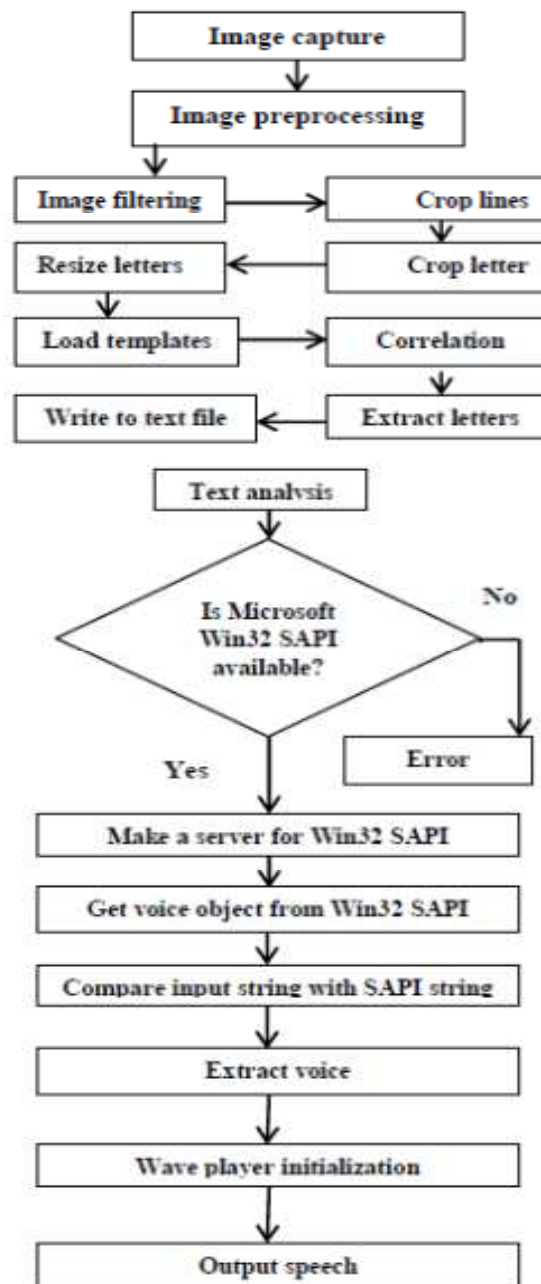 Image capture
Image preprocessing
Image filtering
Crop lines
Crop letter
Resize letters
Load templates
Correlation
Extract letters
Write to text file
Text analysis
Is Microsoft
Win32 SAPI
available?
No
Error
Yes
Make a server for Win32 SAPI
Get voice object from Win32 SAPI
Compare input string with SAPI string
Extract voice
Wave player initialization
Output speech